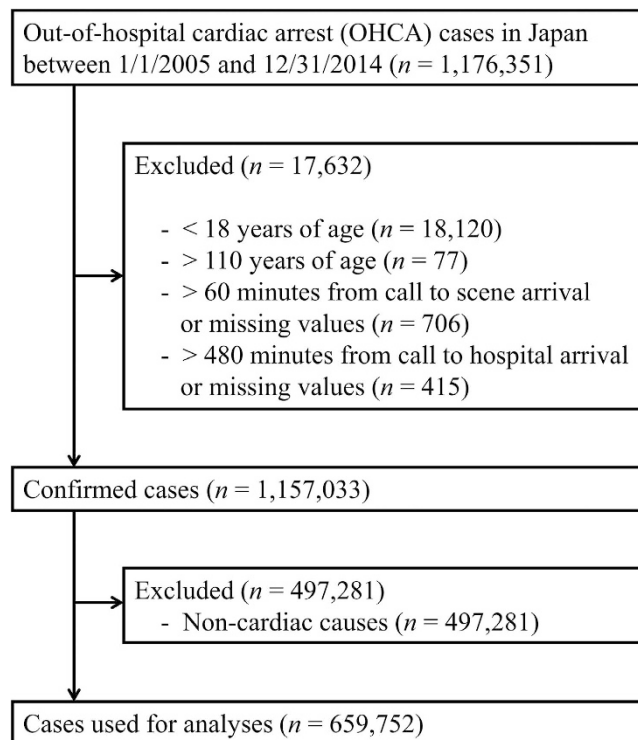 Out-of-hospital cardiac arrest (OHCA) cases in Japan
between 1/1/2005 and 12/31/2014 (n = 1,176,351)
Excluded (n = 17,632)
- < 18 years of age (n = 18,120)
- > 110 years of age (n = 77)
- > 60 minutes from call to scene arrival
or missing values (n = 706)
- > 480 minutes from call to hospital arrival
or missing values (n = 415)
Confirmed cases (n = 1,157,033)
Excluded (n = 497,281)
- Non-cardiac causes (n = 497,281)
Cases used for analyses (n = 659,752)